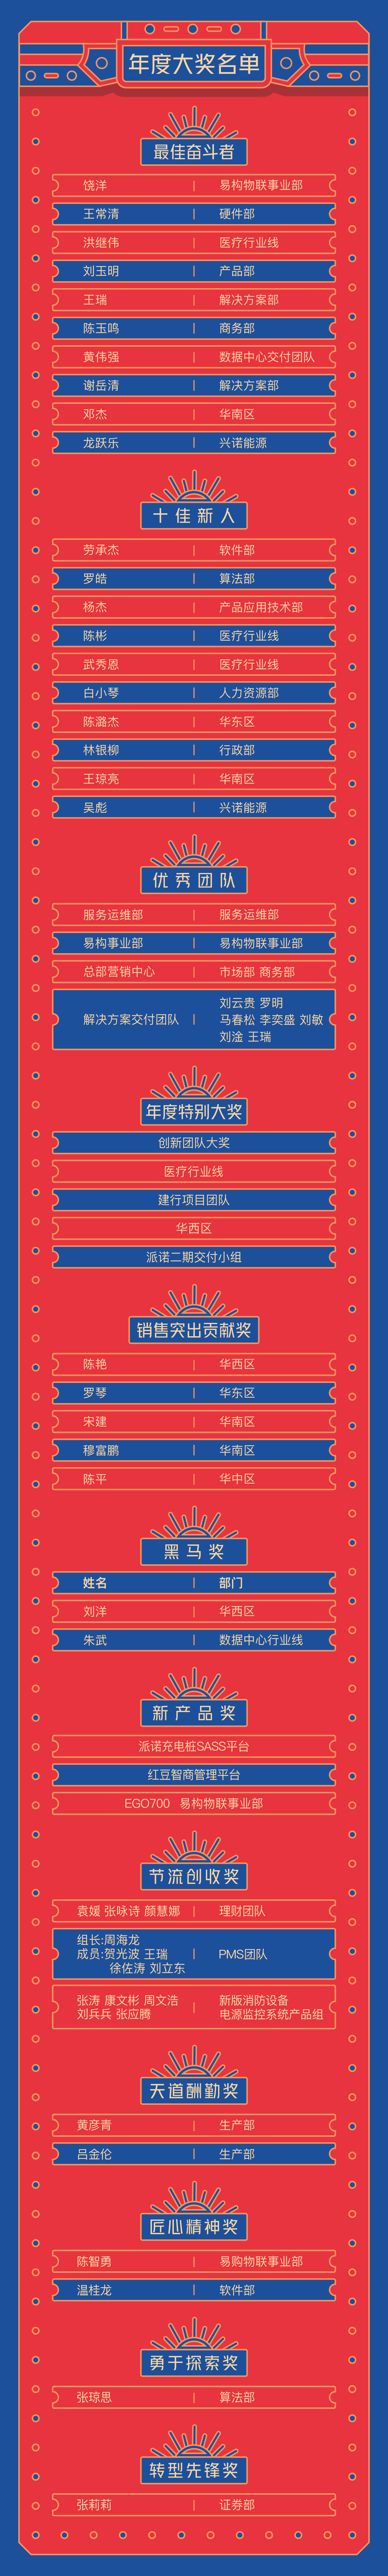 年度大奖名单
最佳奋斗者
饶洋 | 易构物联事业部
王常清 | 硬件部
洪继伟 | 医疗行业线
刘玉明 | 产品部
王瑞 | 解决方案部
陈玉鸣 | 商务部
黄伟强 | 数据中心交付团队
谢岳清 | 解决方案部
邓杰 | 华南区
龙跃乐 | 兴诺能源
十佳新人
劳承杰 | 软件部
罗皓 | 算法部
杨杰 | 产品应用技术部
陈彬 | 医疗行业线
武秀恩 | 医疗行业线
白小琴 | 人力资源部
陈潞杰 | 华东区
林银柳 | 行政部
王琼亮 | 华南区
吴彪 | 兴诺能源
优秀团队
服务运维部 | 服务运维部
易构事业部 | 易构物联事业部
总部营销中心 | 市场部 商务部
解决方案交付团队 | 刘云贵 罗明
马春松 李奕盛 刘敏
刘淦 王瑞
年度特别大奖
创新团队大奖
医疗行业线
建行项目团队
华西区
派诺二期交付小组
销售突出贡献奖
陈艳 | 华西区
罗琴 | 华东区
宋建 | 华南区
穆富鹏 | 华南区
陈平 | 华中区
黑马奖
姓名 | 部门
刘洋 | 华西区
朱武 | 数据中心行业线
新产品奖
派诺充电桩SASS平台
红豆智商管理平台
EGO700 易构物联事业部
节流创收奖
袁媛 张咏诗 颜慧娜 | 理财团队
组长:周海龙
成员:贺光波 王瑞 | PMS团队
徐佐涛 刘立东
张涛 康文彬 周文浩 | 新版消防设备
刘兵兵 张应腾 电源监控系统产品组
天道酬勤奖
黄彦青 | 生产部
吕金伦 | 生产部
匠心精神奖
陈智勇 | 易购物联事业部
温桂龙 | 软件部
勇于探索奖
张琼思 | 算法部
转型先锋奖
张莉莉 | 证券部